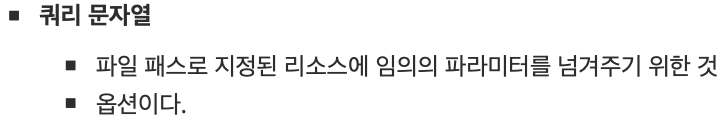 ▪ 쿼리 문자열
▪ 파일 패스로 지정된 리소스에 임의의 파라미터를 넘겨주기 위한 것
▪ 옵션이다.